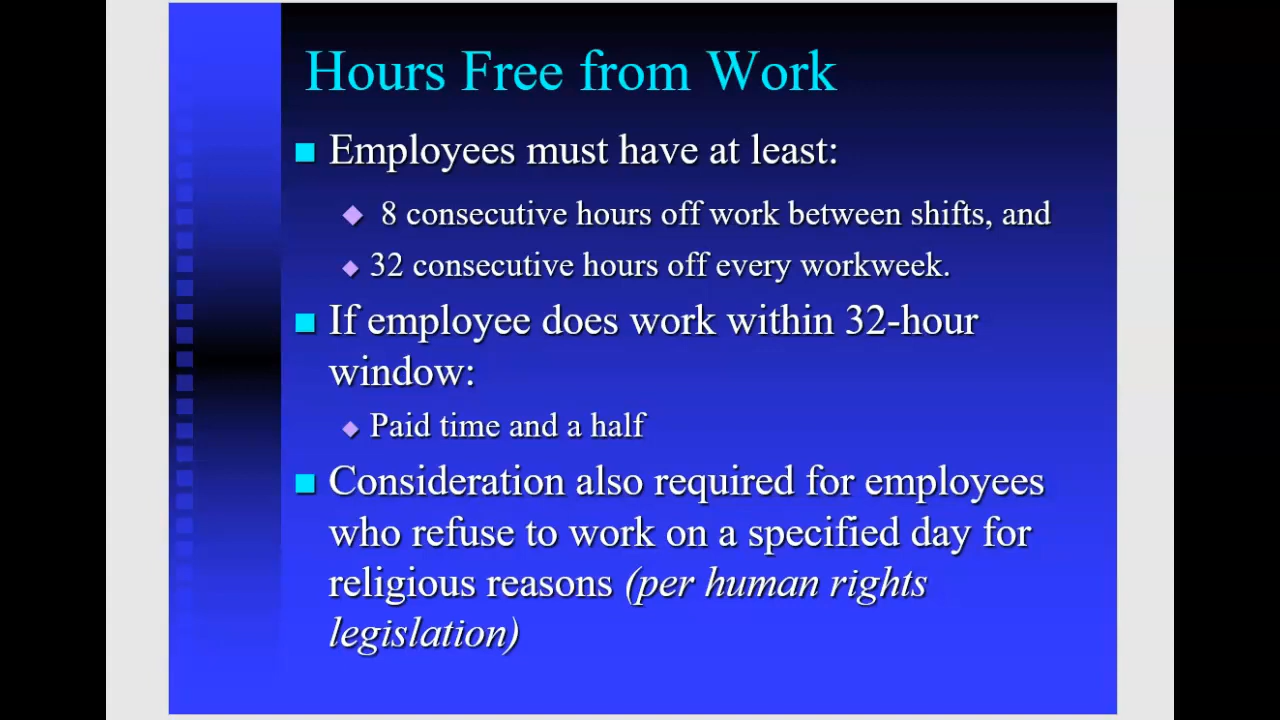 Hours Free from Work
Employees must have at least:
8 consecutive hours off work between shifts, and
32 consecutive hours off every workweek.
If employee does work within 32-hour
window:
Paid time and a half
Consideration also required for employees
who refuse to work on a specified day for
religious reasons (per human rights
legislation)